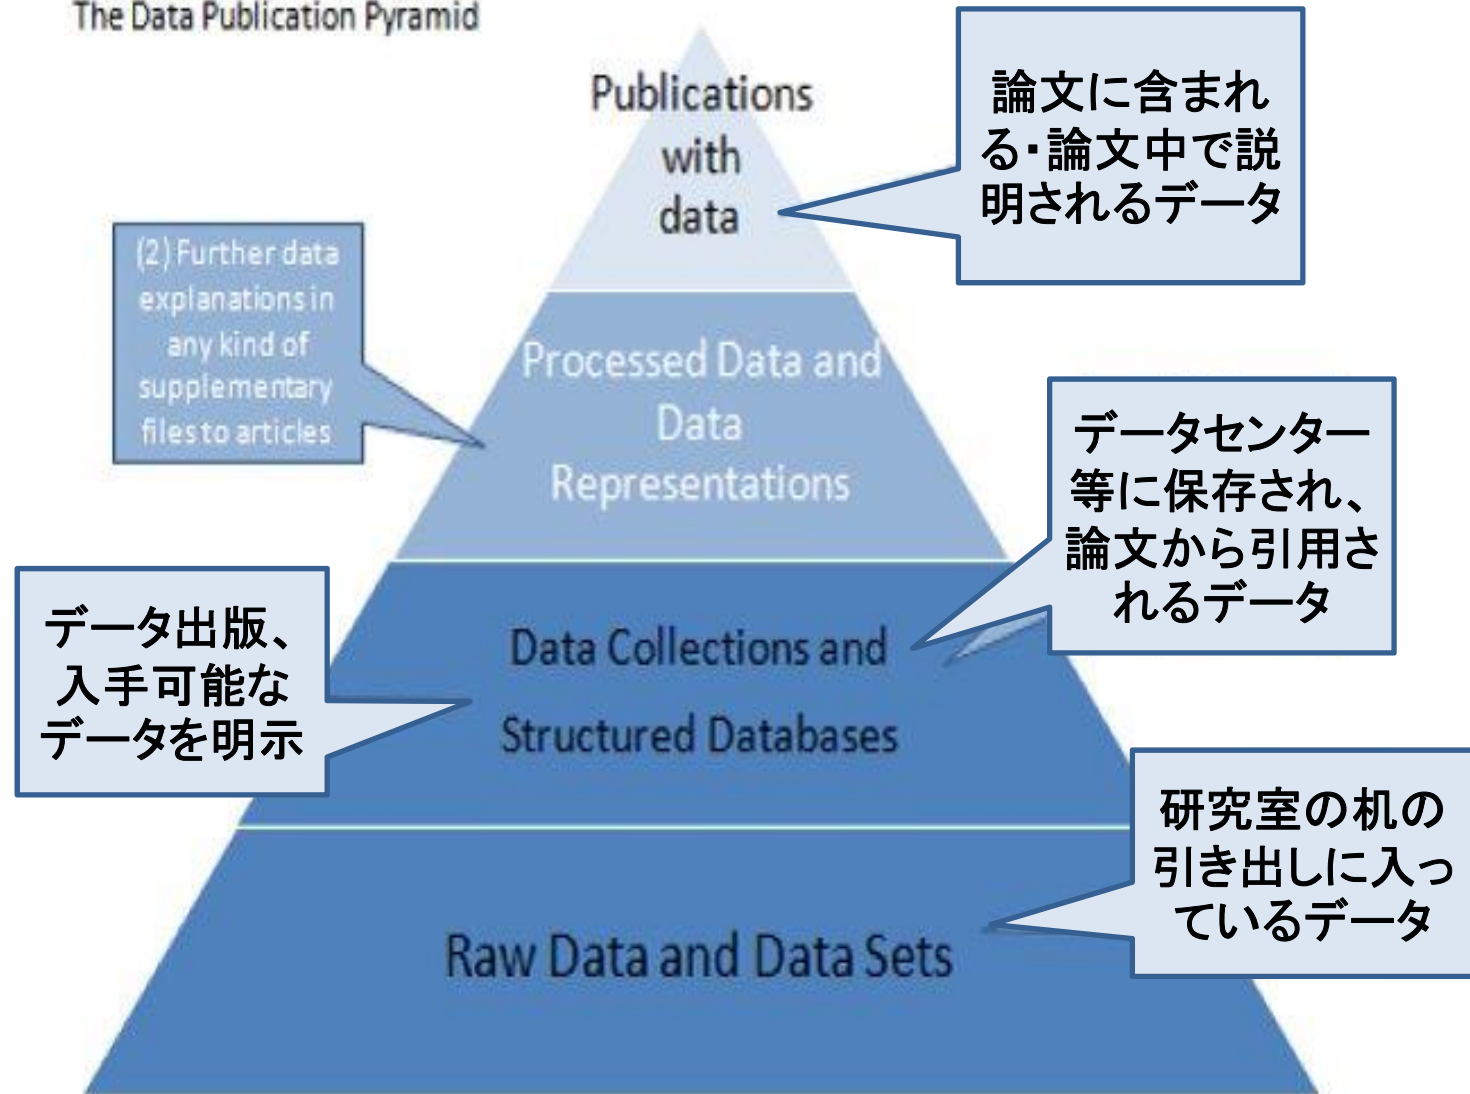 The Data Publication Pyramid
Publications
with
data
論文に含まれ
る・論文中で説
明されるデータ
(2) Further data
explanations in
any kind of
supplementary
files to articles
Processed Data and
Data
Representations
データセンター
等に保存され、
論文から引用さ
れるデータ
データ出版、
入手可能な
データを明示
Data Collections and
Structured Databases
研究室の机の
引き出しに入っ
ているデータ
Raw Data and Data Sets